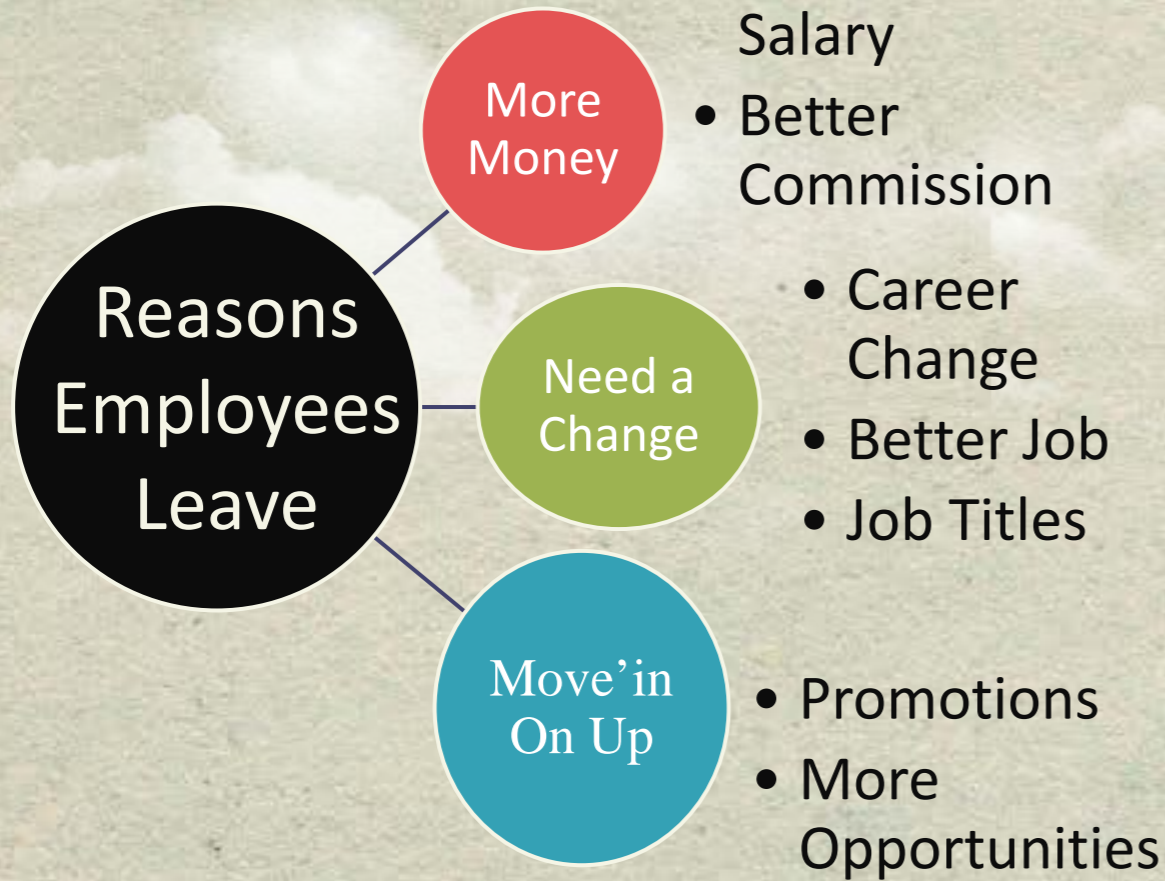 Reasons
Employees
Leave
More
Money
Salary
• Better
Commission
Need a
Change
• Career
Change
• Better Job
• Job Titles
Move’in
On Up
• Promotions
• More
Opportunities